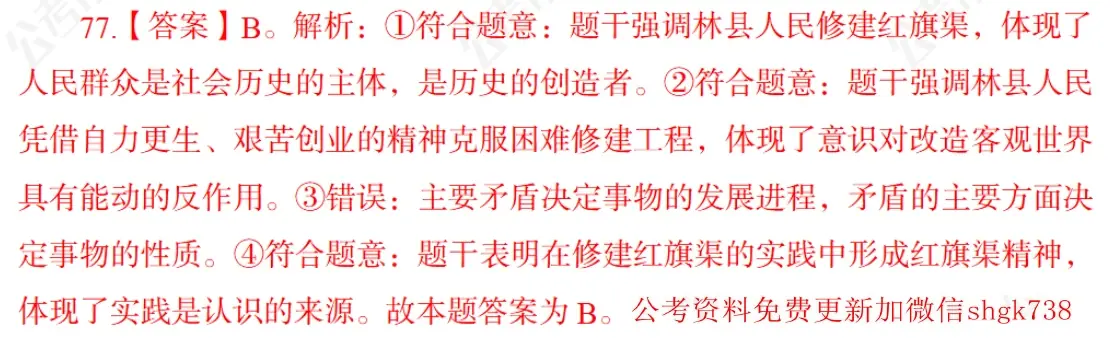 77.【答案】B。解析：①符合题意：题干强调林县人民修建红旗渠，体现了
人民群众是社会历史的主体，是历史的创造者。②符合题意：题干强调林县人民
凭借自力更生、艰苦创业的精神克服困难修建工程，体现了意识对改造客观世界
具有能动的反作用。③错误：主要矛盾决定事物的发展进程，矛盾的主要方面决
定事物的性质。④符合题意：题干表明在修建红旗渠的实践中形成红旗渠精神，
体现了实践是认识的来源。故本题答案为 B。公考资料免费更新加微信shgk738